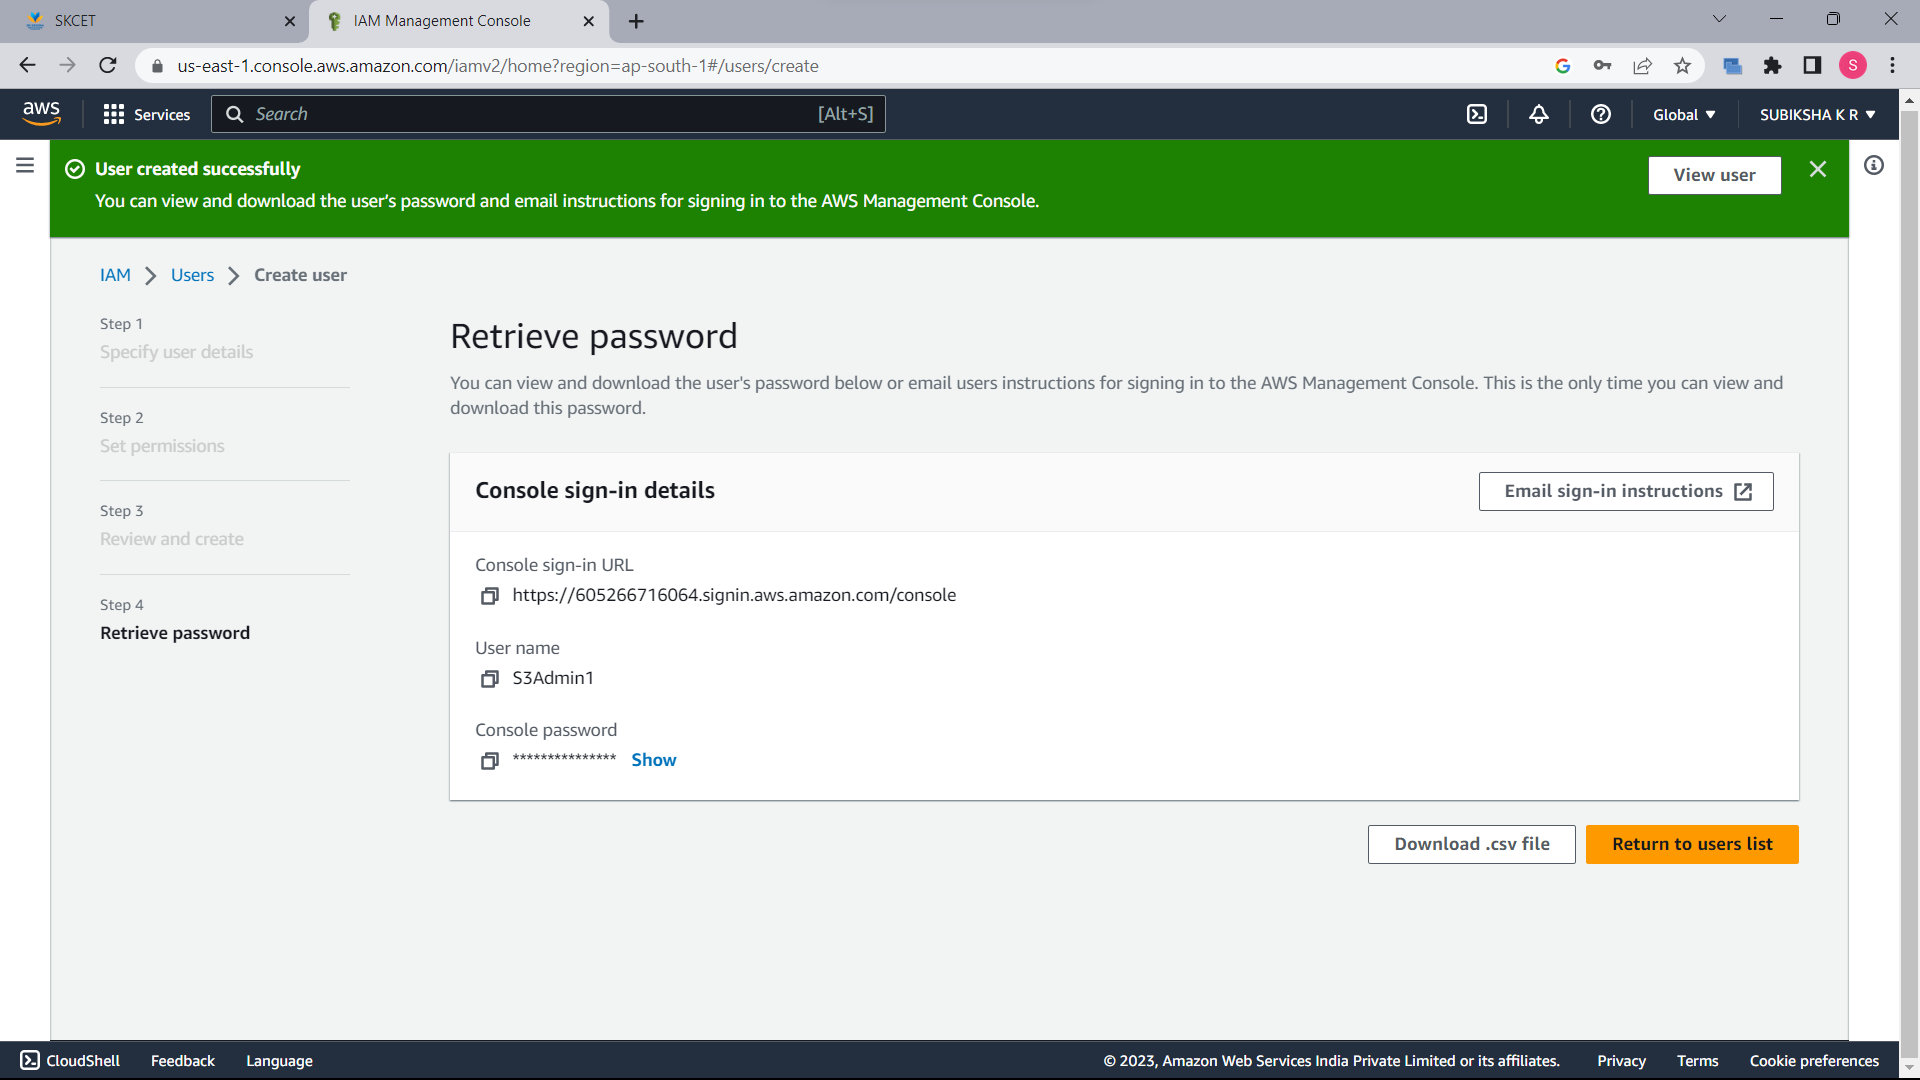 SKCET
IAM Management Console
us-east-1.console.aws.amazon.com/iamv2/home?region=ap-south-1#/users/create
S
aws
Services
Search
[Alt+S]
Global
SUBIKSHA K R
User created successfully
You can view and download the user's password and email instructions for signing in to the AWS Management Console.
View user
IAM
Users
Create user
Step 1
Specify user details
Step 2
Set permissions
Step 3
Review and create
Step 4
Retrieve password
Retrieve password
You can view and download the user's password below or email users instructions for signing in to the AWS Management Console. This is the only time you can view and
download this password.
Console sign-in details
Email sign-in instructions
Console sign-in URL
https://605266716064.signin.aws.amazon.com/console
User name
S3Admin1
Console password
***************
Show
Download .csv file
Return to users list
CloudShell
Feedback
Language
© 2023, Amazon Web Services India Private Limited or its affiliates.
Privacy
Terms
Cookie preferences